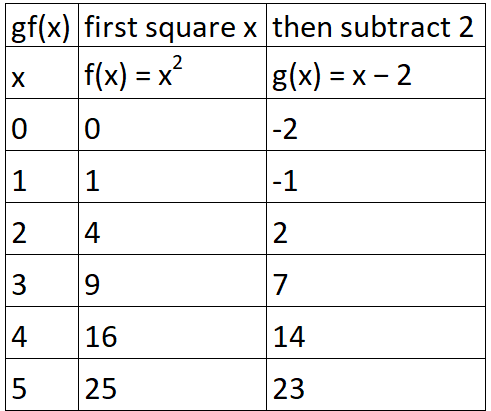 gf(x) first square x then subtract 2
x f(x) = x² g(x) = x – 2
0 0 -2
1 1 -1
2 4 2
3 9 7
4 16 14
5 25 23